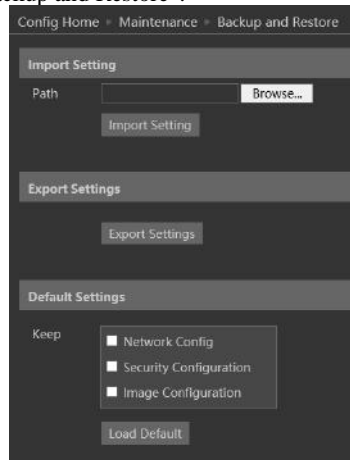 Config Home ▸ Maintenance ▸ Backup and Restore
Import Setting
Path
Browse...
Import Setting
Export Settings
Export Settings
Default Settings
Keep
Network Config
Security Configuration
Image Configuration
Load Default